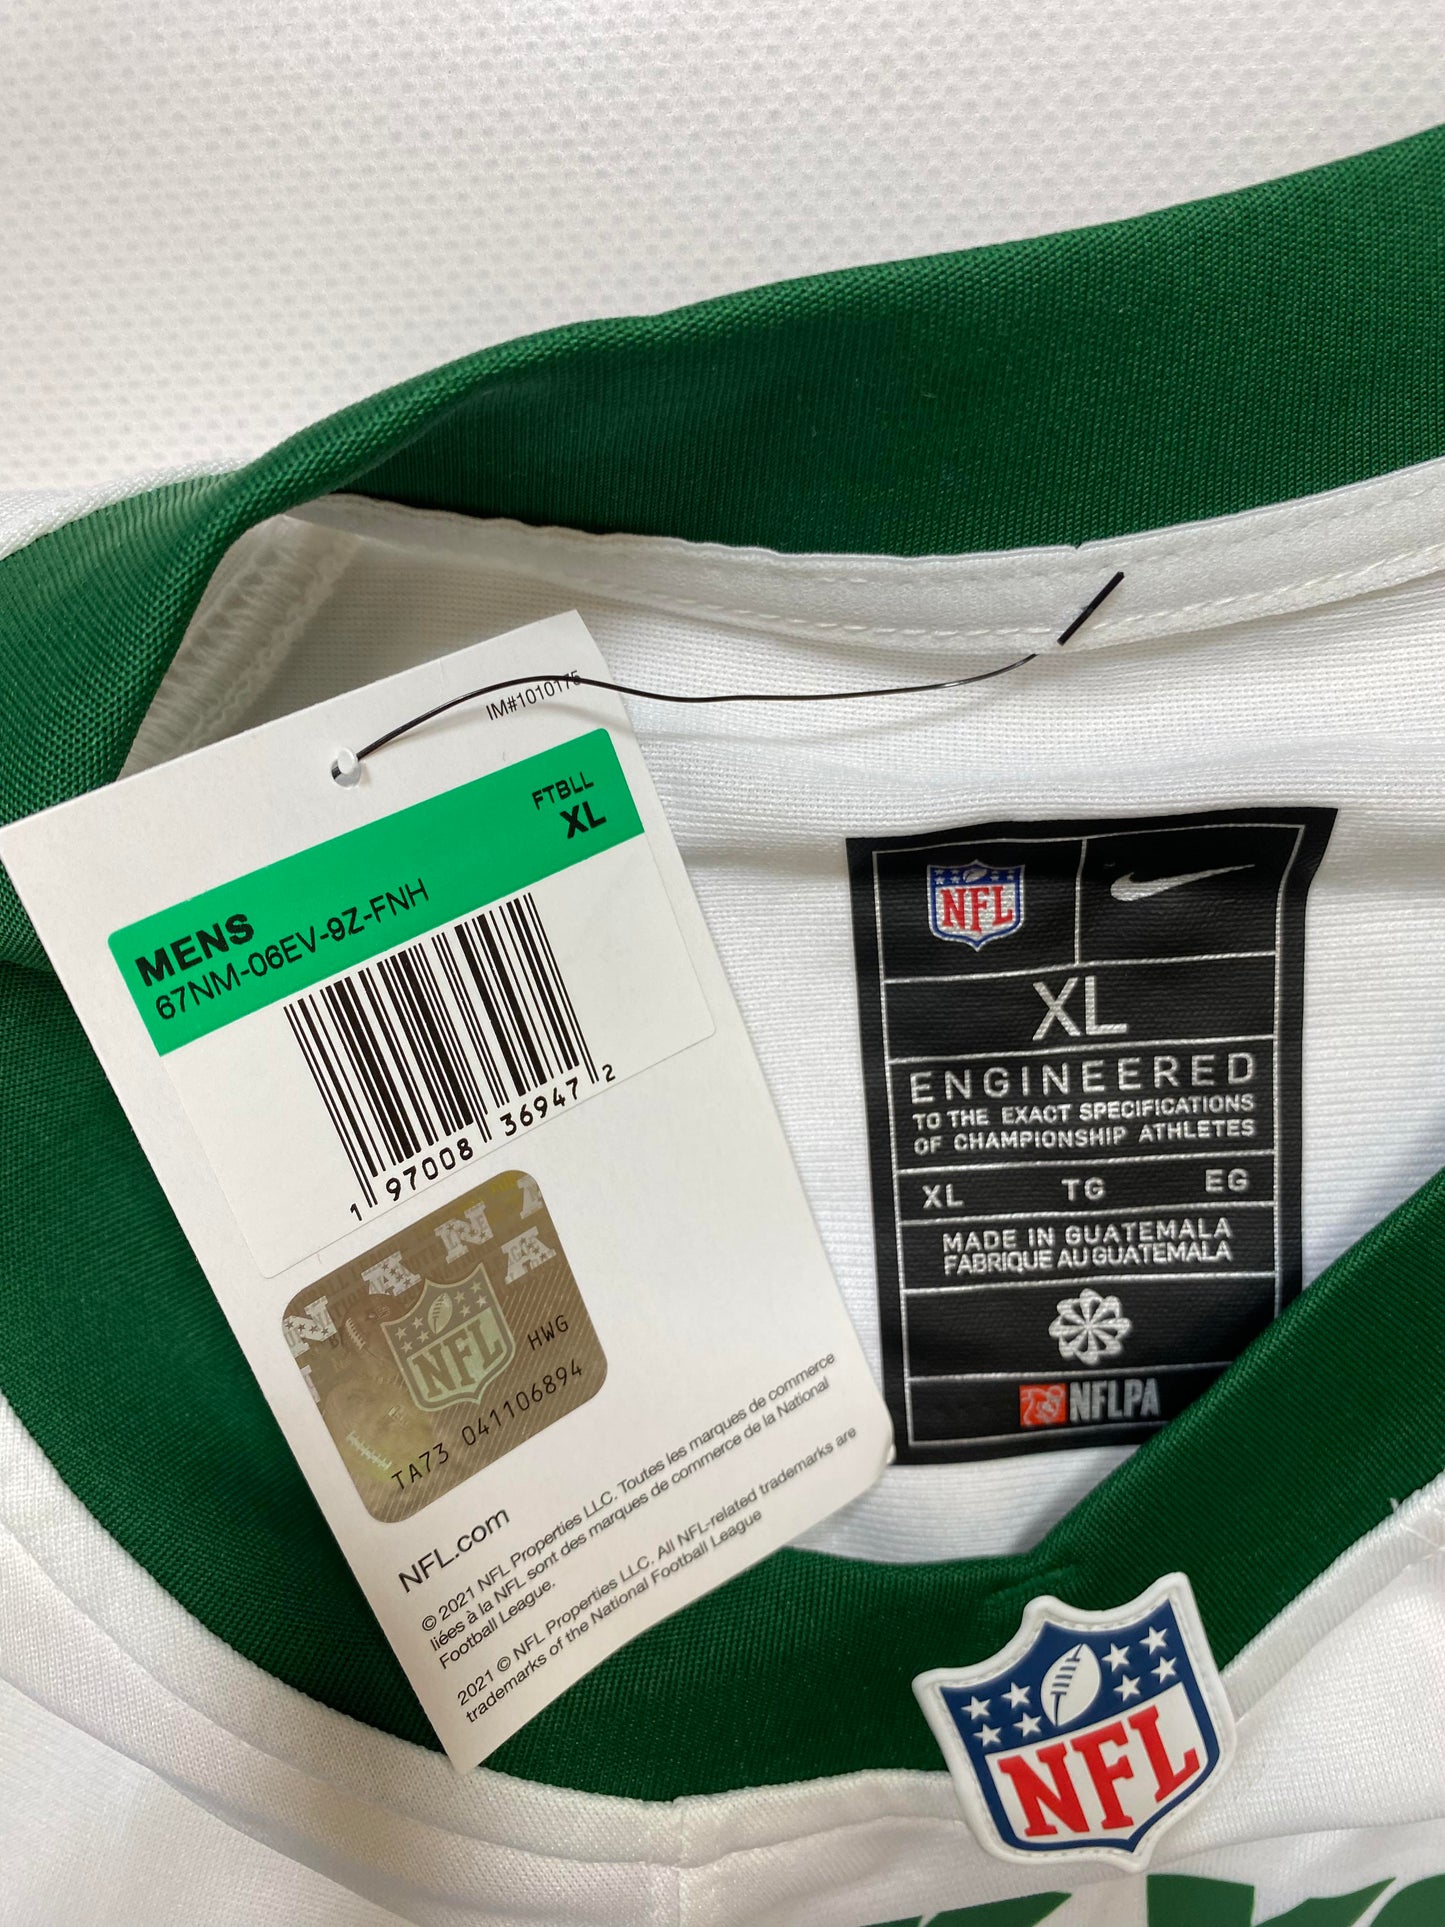 IM#1010175
FTBLL
XL
MENS
67NM-06EV-9Z-FNH
1 97008 36947 2
N A N
NFL
HWG
TA73 041106894
NFL.com
© 2021 NFL Properties LLC. Toutes les marques de commerce
liées à la NFL sont des marques de commerce de la National
Football League.
2021 © NFL Properties LLC. All NFL-related trademarks are
trademarks of the National Football League
NFL
XL
ENGINEERED
TO THE EXACT SPECIFICATIONS
OF CHAMPIONSHIP ATHLETES
XL TG EG
MADE IN GUATEMALA
FABRIQUE AU GUATEMALA
NFLPA
NFL